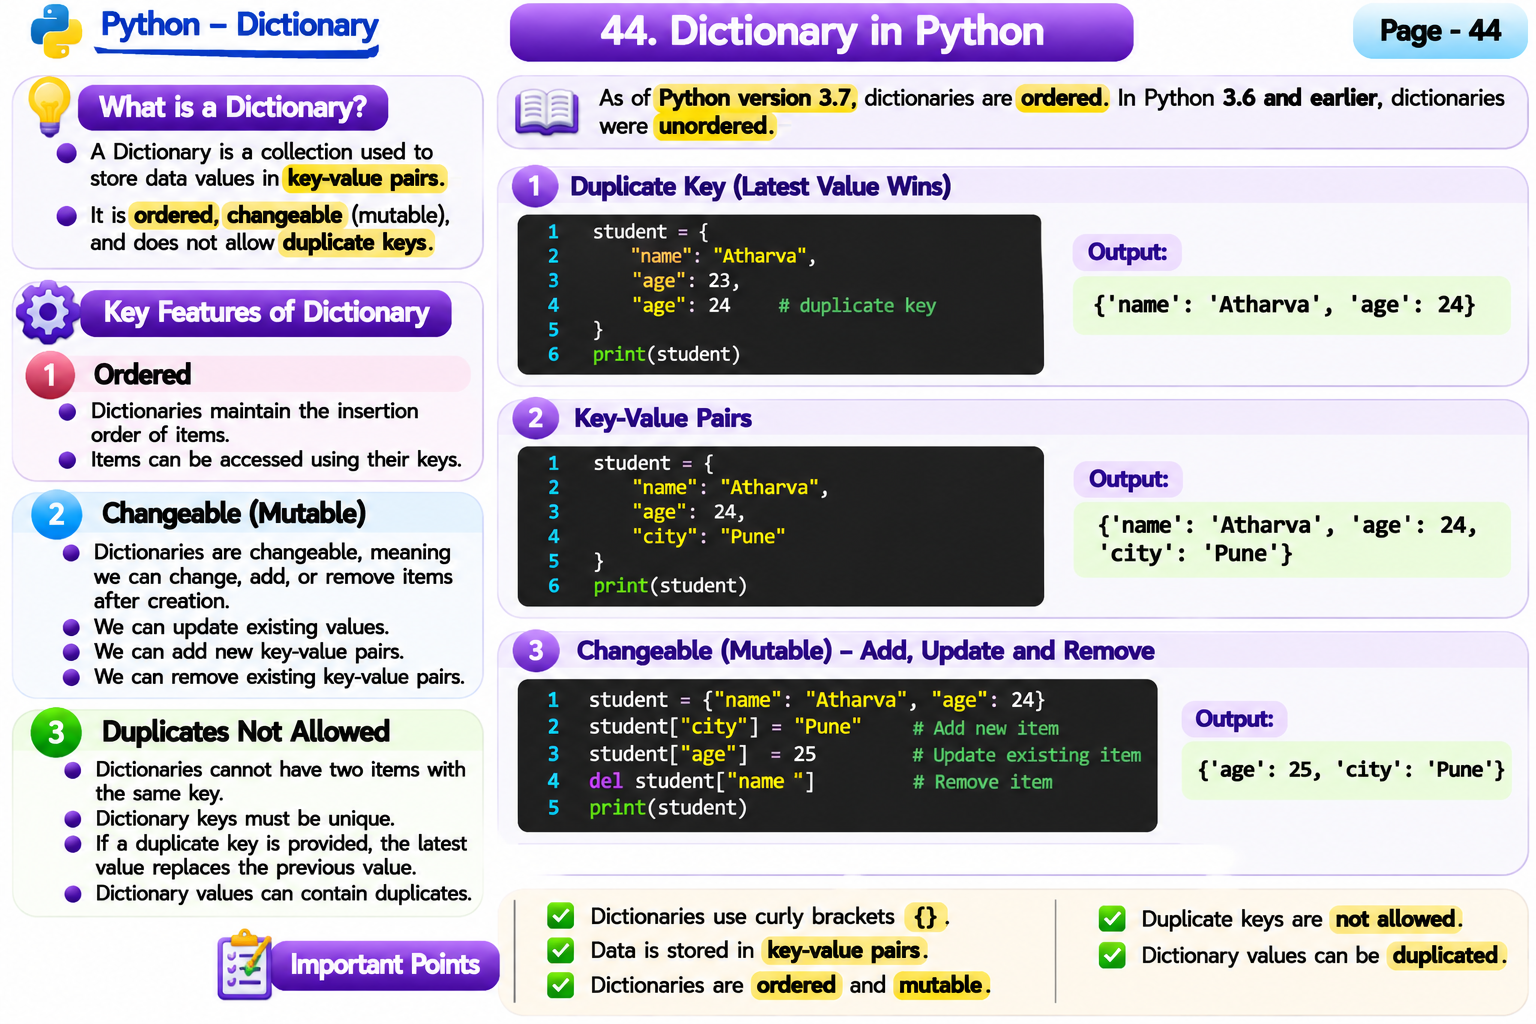 Python – Dictionary
44. Dictionary in Python
Page - 44
What is a Dictionary?
A Dictionary is a collection used to
store data values in key-value pairs.
It is ordered, changeable (mutable),
and does not allow duplicate keys.
Key Features of Dictionary
1 Ordered
Dictionaries maintain the insertion
order of items.
Items can be accessed using their keys.
2 Changeable (Mutable)
Dictionaries are changeable, meaning
we can change, add, or remove items
after creation.
We can update existing values.
We can add new key-value pairs.
We can remove existing key-value pairs.
3 Duplicates Not Allowed
Dictionaries cannot have two items with
the same key.
Dictionary keys must be unique.
If a duplicate key is provided, the latest
value replaces the previous value.
Dictionary values can contain duplicates.
As of Python version 3.7, dictionaries are ordered. In Python 3.6 and earlier, dictionaries
were unordered.
1 Duplicate Key (Latest Value Wins)
1 student = {
2 "name": "Atharva",
3 "age": 23,
4 "age": 24 # duplicate key
5 }
6 print(student)
Output:
{'name': 'Atharva', 'age': 24}
2 Key-Value Pairs
1 student = {
2 "name": "Atharva",
3 "age": 24,
4 "city": "Pune"
5 }
6 print(student)
Output:
{'name': 'Atharva', 'age': 24,
'city': 'Pune'}
3 Changeable (Mutable) – Add, Update and Remove
1 student = {"name": "Atharva", "age": 24}
2 student["city"] = "Pune" # Add new item
3 student["age"] = 25 # Update existing item
4 del student["name "] # Remove item
5 print(student)
Output:
{'age': 25, 'city': 'Pune'}
Important Points
Dictionaries use curly brackets {}.
Data is stored in key-value pairs.
Dictionaries are ordered and mutable.
Duplicate keys are not allowed.
Dictionary values can be duplicated.